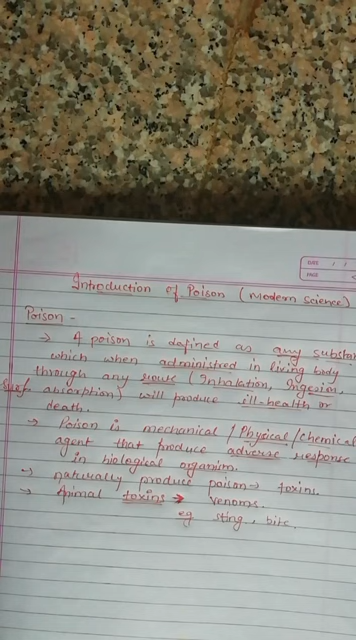 DATE / /
PAGE
Introduction of Poison (Modern Science)
Poison -
→ A poison is defined as any substan
which when administred in living body
through any route (Inhalation, Ingesion,
absorption) will produce ill-health or
death.
→ Poison is mechanical / Physical / chemical
agent that produce adverse response
in biological organim.
→ naturally produce poison → toxins.
→ Animal toxins → venoms.
eg sting, bite.